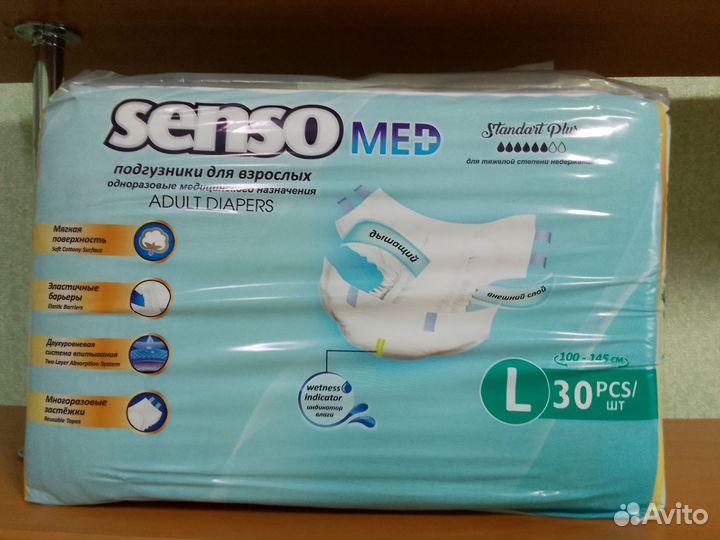 senso MED
Standart Plus
для тяжелой степени
подгузники для взрослых
одноразовые медицинского назначения
ADULT DIAPERS
Мягкая
поверхность
Soft Cottony Surface
Эластичные
барьеры
Elastic Barriers
Двухуровневая
система впитывания
Two Layer Absorption System
Многоразовые
застёжки
Reusable Tapes
дышащий
внешний слой
wetness
indicator
индикатор
влаги
100 - 145 см
L 30 PCS/
ШТ
Avito